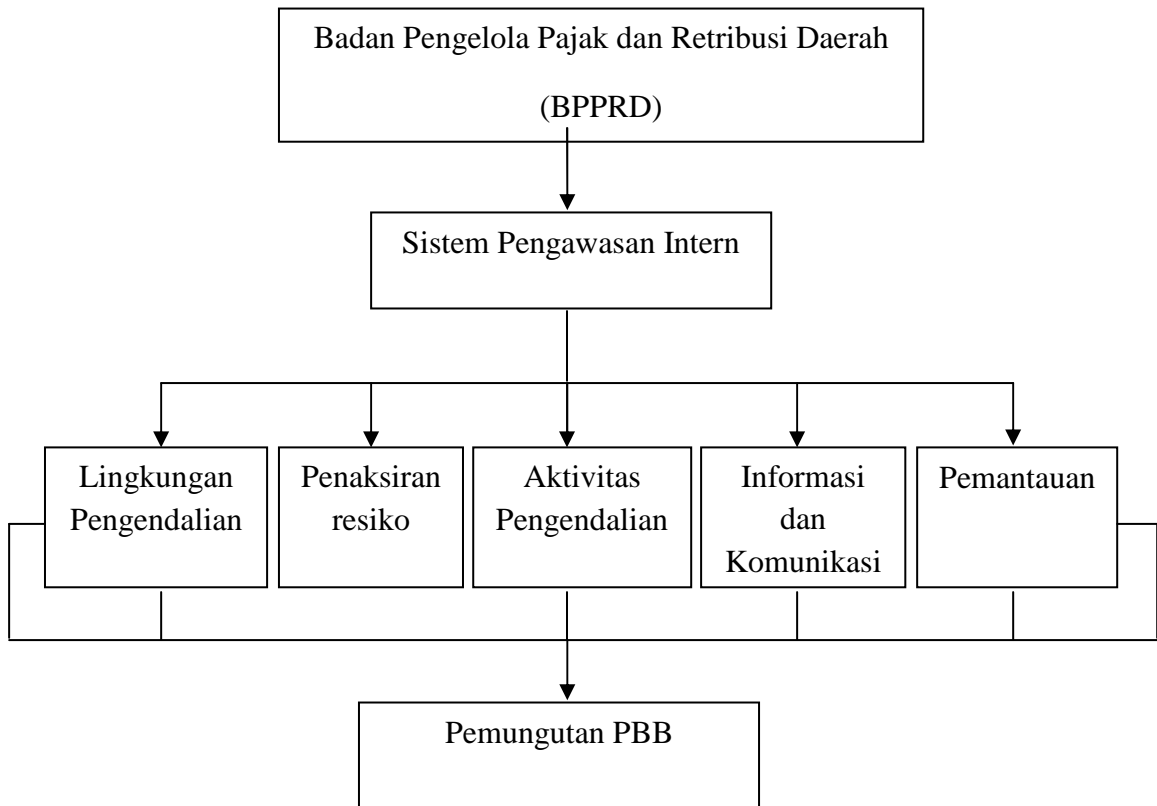 Badan Pengelola Pajak dan Retribusi Daerah
(BPPRD)
Sistem Pengawasan Intern
Lingkungan
Pengendalian
Penaksiran
resiko
Aktivitas
Pengendalian
Informasi
dan
Komunikasi
Pemantauan
Pemungutan PBB